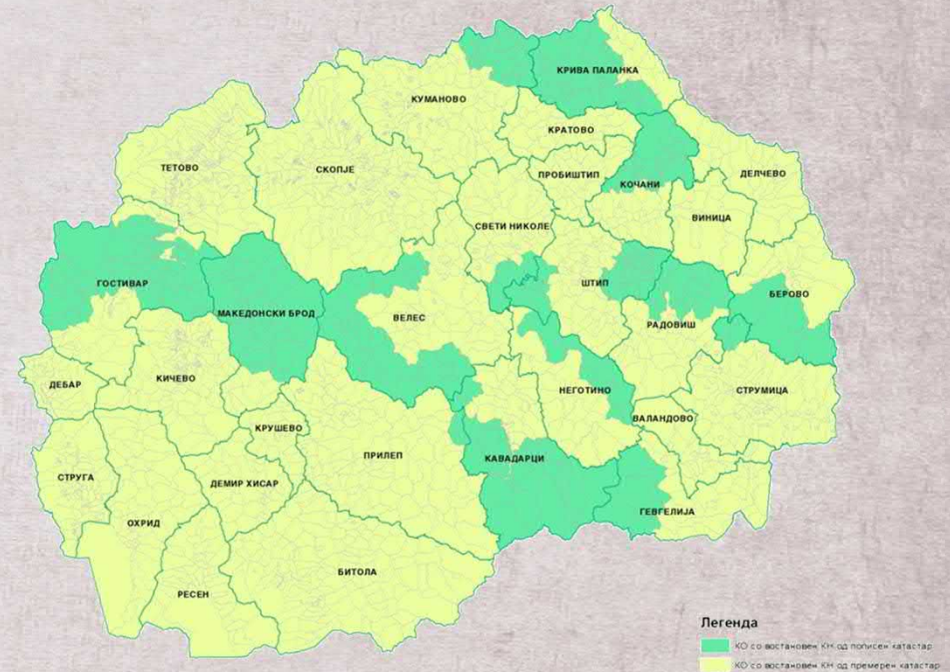 КРИВА ПАЛАНКА
КУМАНОВО
КРАТОВО
ТЕТОВО
СКОПЈЕ
ПРОБИШТИП
ДЕЛЧЕВО
КОЧАНИ
ВИНИЦА
СВЕТИ НИКОЛЕ
ГОСТИВАР
ШТИП
БЕРОВО
МАКЕДОНСКИ БРОД
ВЕЛЕС
РАДОВИШ
ДЕБАР
КИЧЕВО
НЕГОТИНО
СТРУМИЦА
ВАЛАНДОВО
КРУШЕВО
ПРИЛЕП
КАВАДАРЦИ
СТРУГА
ДЕМИР ХИСАР
ГЕВГЕЛИЈА
ОХРИД
БИТОЛА
РЕСЕН
Легенда
КО со востановен КН од пописен катастар
КО со востановен КН од премерен катастар